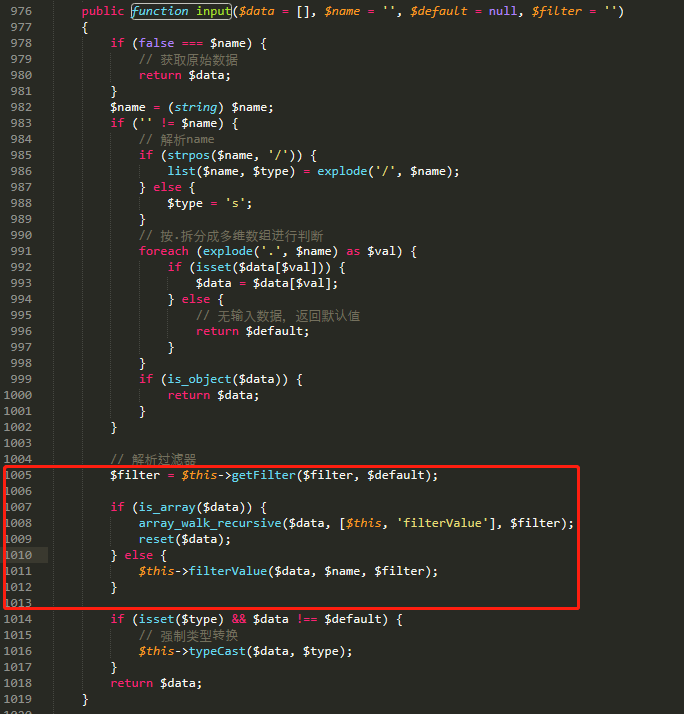 976 public function input($data = [], $name = '', $default = null, $filter = '')
977 {
978 if (false === $name) {
979 // 获取原始数据
980 return $data;
981 }
982 $name = (string) $name;
983 if ('' != $name) {
984 // 解析name
985 if (strpos($name, '/')) {
986 list($name, $type) = explode('/', $name);
987 } else {
988 $type = 's';
989 }
990 // 按.拆分成多维数组进行判断
991 foreach (explode('.', $name) as $val) {
992 if (isset($data[$val])) {
993 $data = $data[$val];
994 } else {
995 // 无输入数据，返回默认值
996 return $default;
997 }
998 }
999 if (is_object($data)) {
1000 return $data;
1001 }
1002 }
1003
1004 // 解析过滤器
1005 $filter = $this->getFilter($filter, $default);
1006
1007 if (is_array($data)) {
1008 array_walk_recursive($data, [$this, 'filterValue'], $filter);
1009 reset($data);
1010 } else {
1011 $this->filterValue($data, $name, $filter);
1012 }
1013
1014 if (isset($type) && $data !== $default) {
1015 // 强制类型转换
1016 $this->typeCast($data, $type);
1017 }
1018 return $data;
1019 }